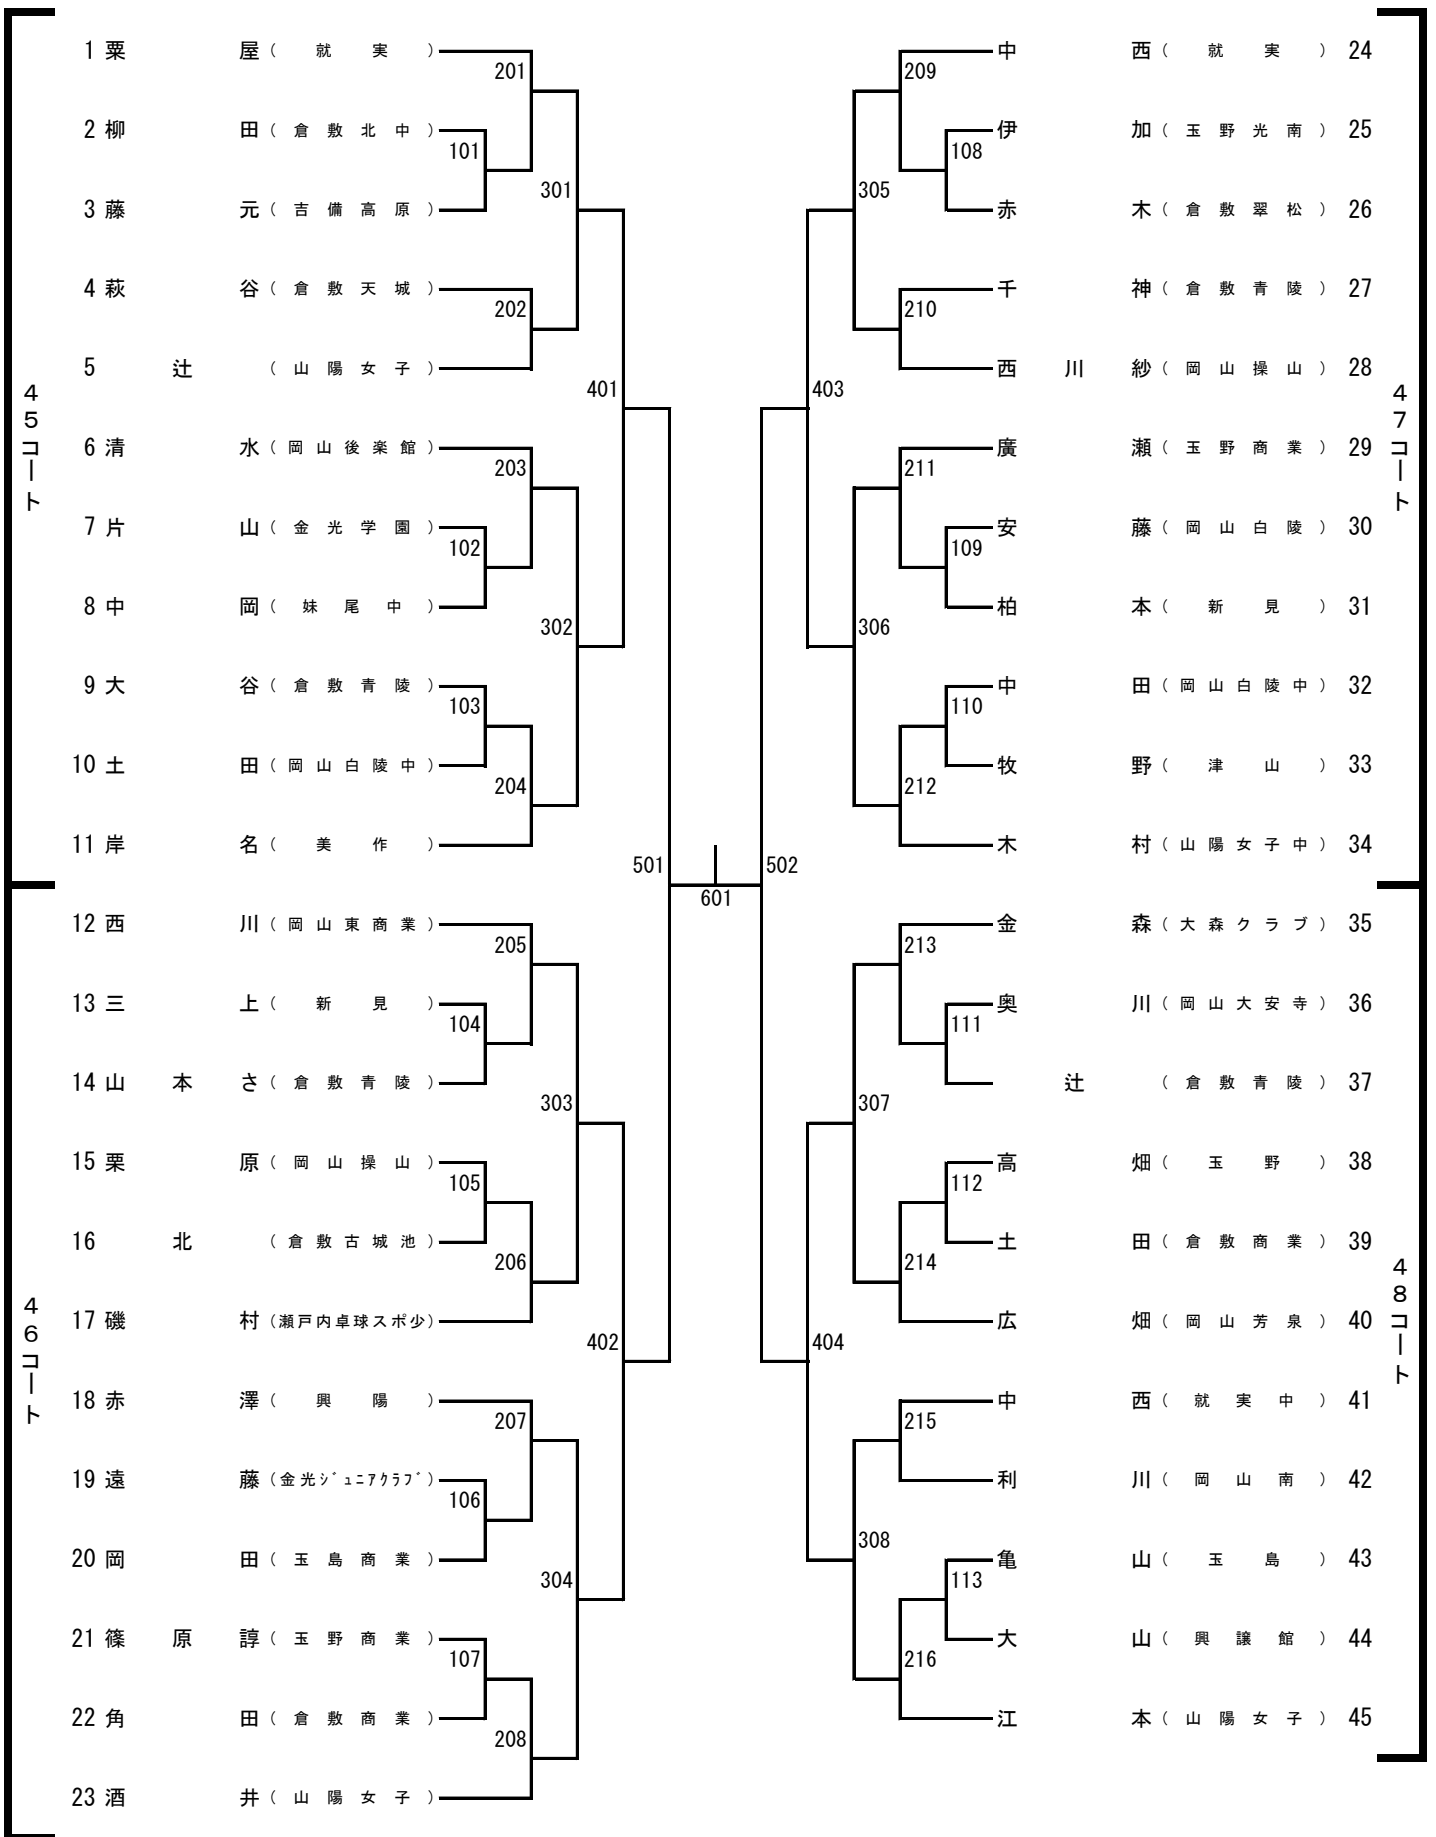 45コート
1 粟屋（就実）
201
2 柳田（倉敷北中）
101
3 藤元（吉備高原）
301
4 萩谷（倉敷天城）
202
5 辻（山陽女子）
401
6 清水（岡山後楽館）
203
7 片山（金光学園）
102
8 中岡（妹尾中）
302
9 大谷（倉敷青陵）
103
10 土田（岡山白陵中）
204
11 岸名（美作）
501
46コート
12 西川（岡山東商業）
205
13 三上（新見）
104
14 山本さ（倉敷青陵）
303
15 栗原（岡山操山）
105
16 北（倉敷古城池）
206
17 磯村（瀬戸内卓球スポ少）
402
18 赤澤（興陽）
207
19 遠藤（金光ｼﾞｭﾆｱｸﾗﾌﾞ）
106
20 岡田（玉島商業）
304
21 篠原諄（玉野商業）
107
22 角田（倉敷商業）
208
23 酒井（山陽女子）
601
47コート
中西（就実） 24
209
伊加（玉野光南） 25
108
赤木（倉敷翠松） 26
305
千神（倉敷青陵） 27
210
西川紗（岡山操山） 28
403
廣瀬（玉野商業） 29
211
安藤（岡山白陵） 30
109
柏本（新見） 31
306
中田（岡山白陵中） 32
110
牧野（津山） 33
212
木村（山陽女子中） 34
502
48コート
金森（大森クラブ） 35
213
奥川（岡山大安寺） 36
111
辻（倉敷青陵） 37
307
高畑（玉野） 38
112
土田（倉敷商業） 39
214
広畑（岡山芳泉） 40
404
中西（就実中） 41
215
利川（岡山南） 42
308
亀山（玉島） 43
113
大山（興譲館） 44
216
江本（山陽女子） 45